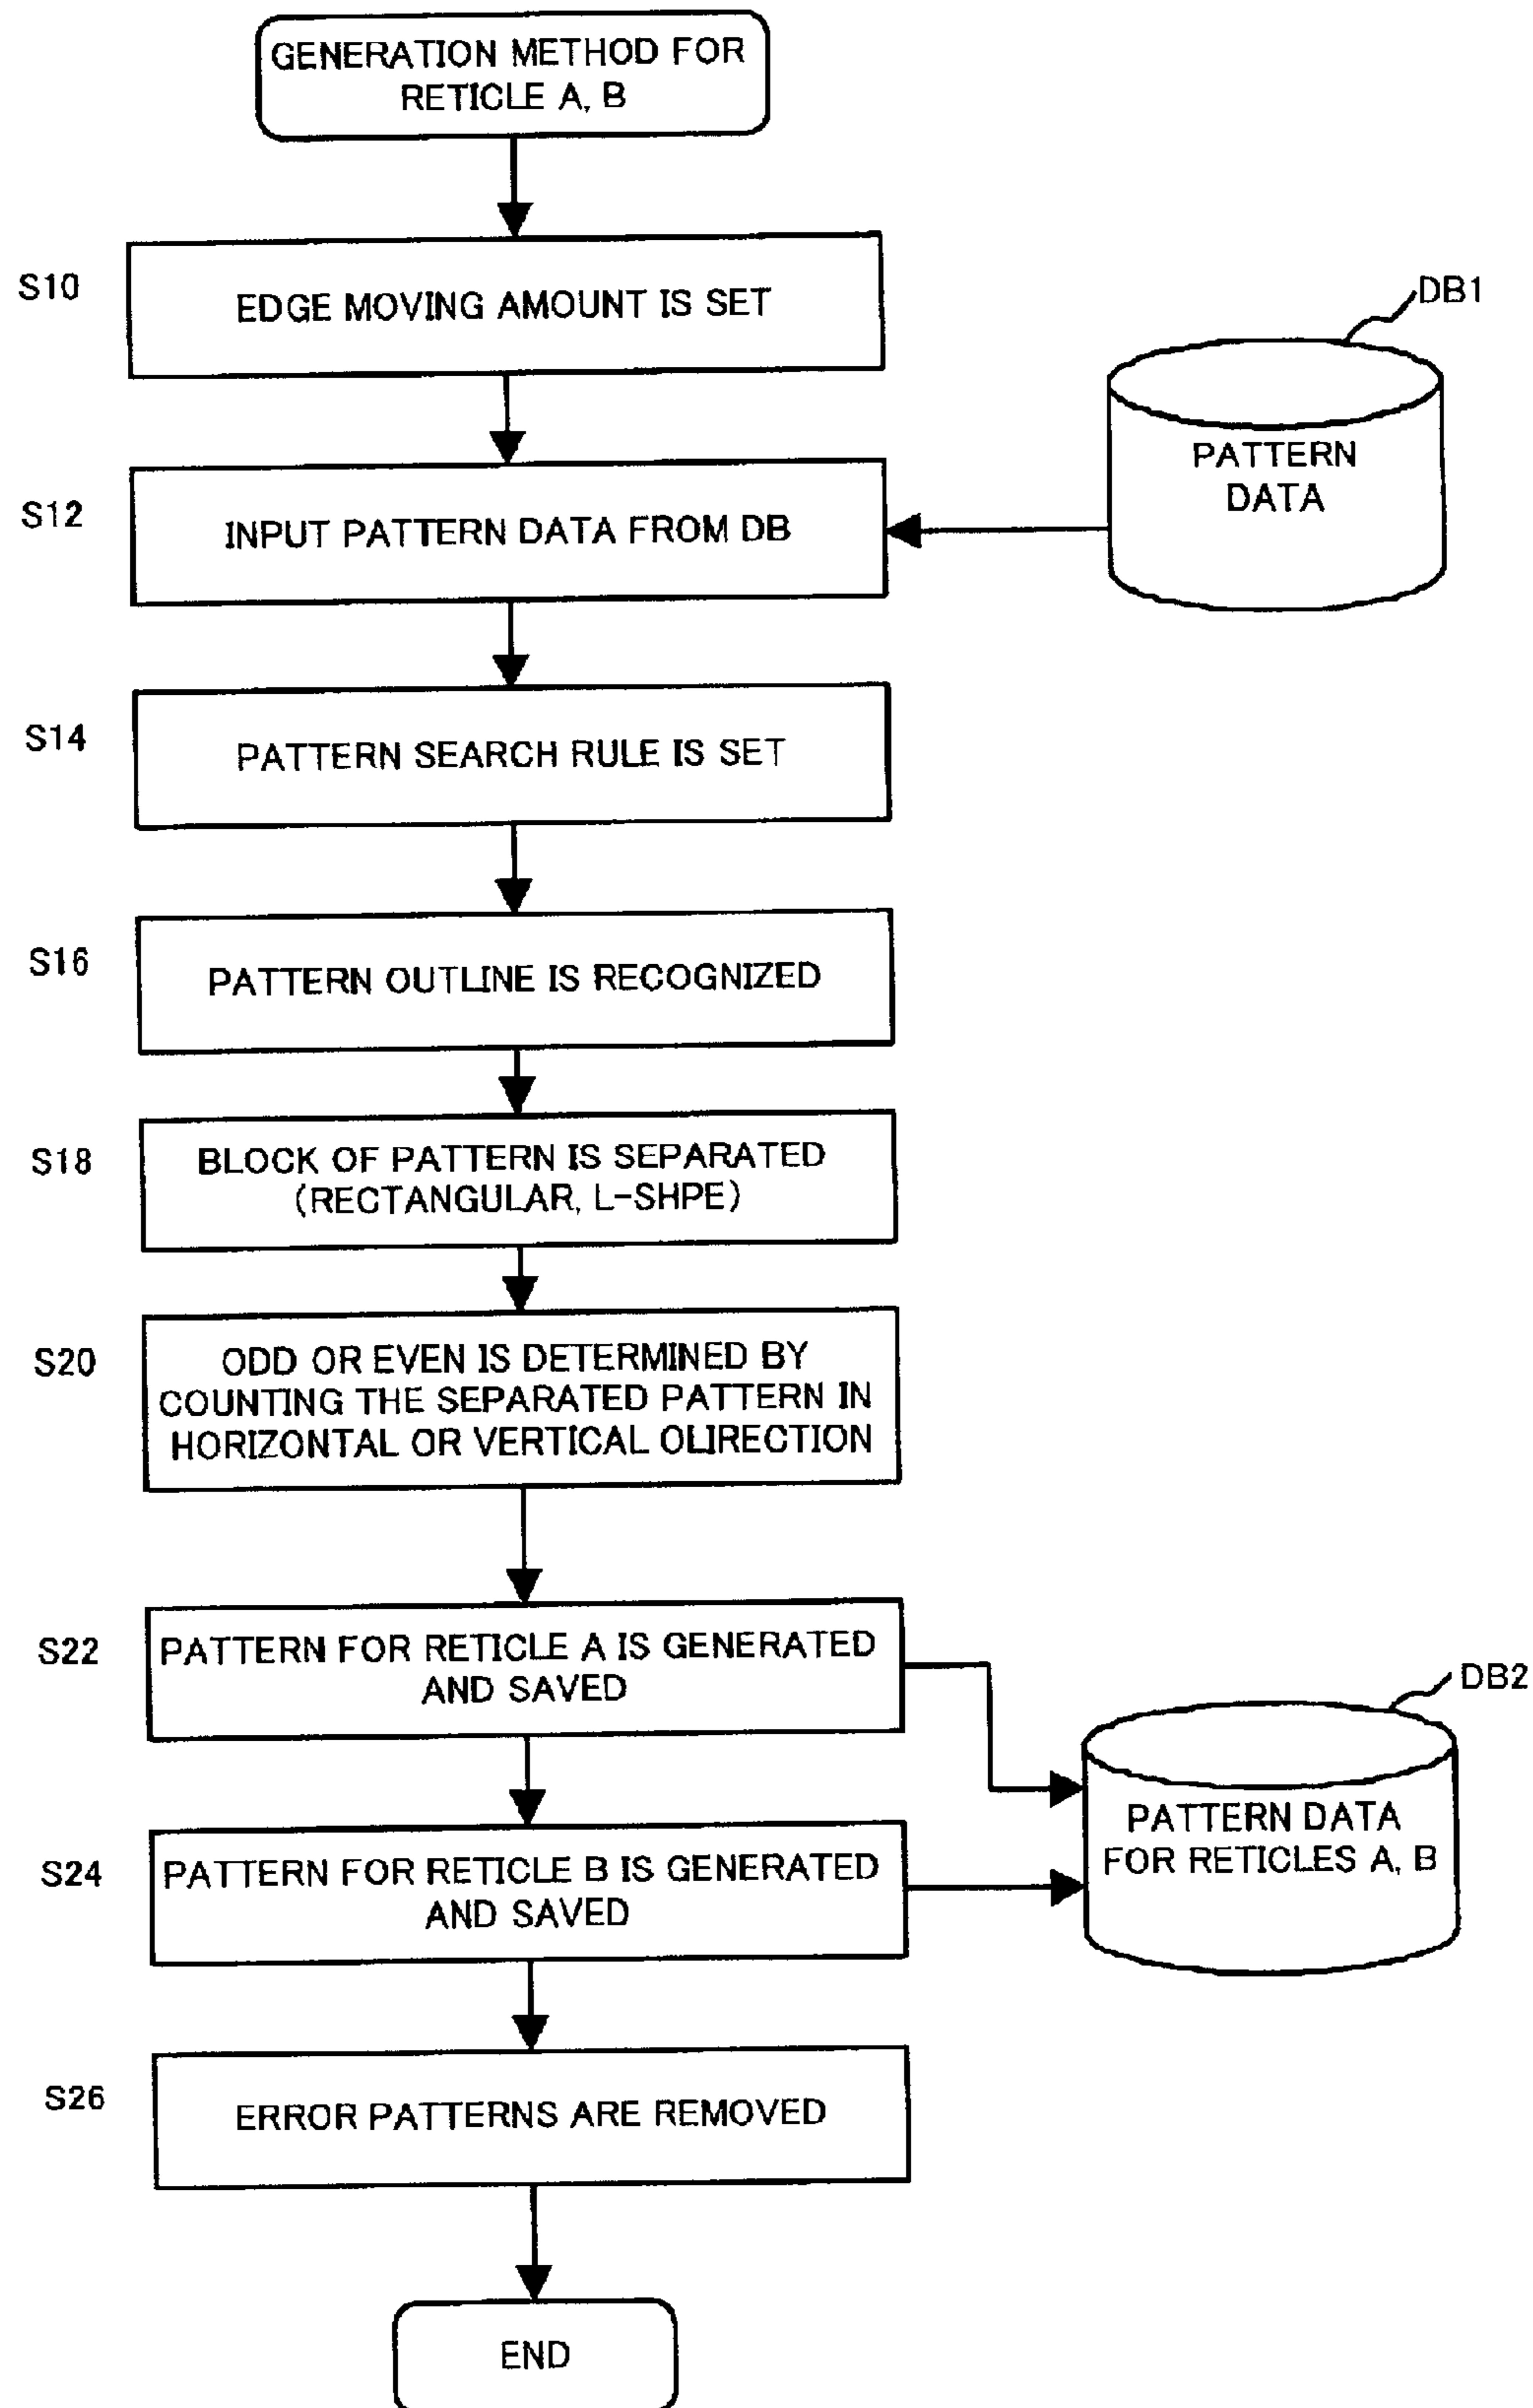 GENERATION METHOD FOR
RETICLE A, B
S10
EDGE MOVING AMOUNT IS SET
DB1
PATTERN
DATA
S12
INPUT PATTERN DATA FROM DB
S14
PATTERN SEARCH RULE IS SET
S16
PATTERN OUTLINE IS RECOGNIZED
S18
BLOCK OF PATTERN IS SEPARATED
(RECTANGULAR, L-SHPE)
S20
ODD OR EVEN IS DETERMINED BY
COUNTING THE SEPARATED PATTERN IN
HORIZONTAL OR VERTICAL OLIRECTION
S22
PATTERN FOR RETICLE A IS GENERATED
AND SAVED
DB2
PATTERN DATA
FOR RETICLES A, B
S24
PATTERN FOR RETICLE B IS GENERATED
AND SAVED
S26
ERROR PATTERNS ARE REMOVED
END